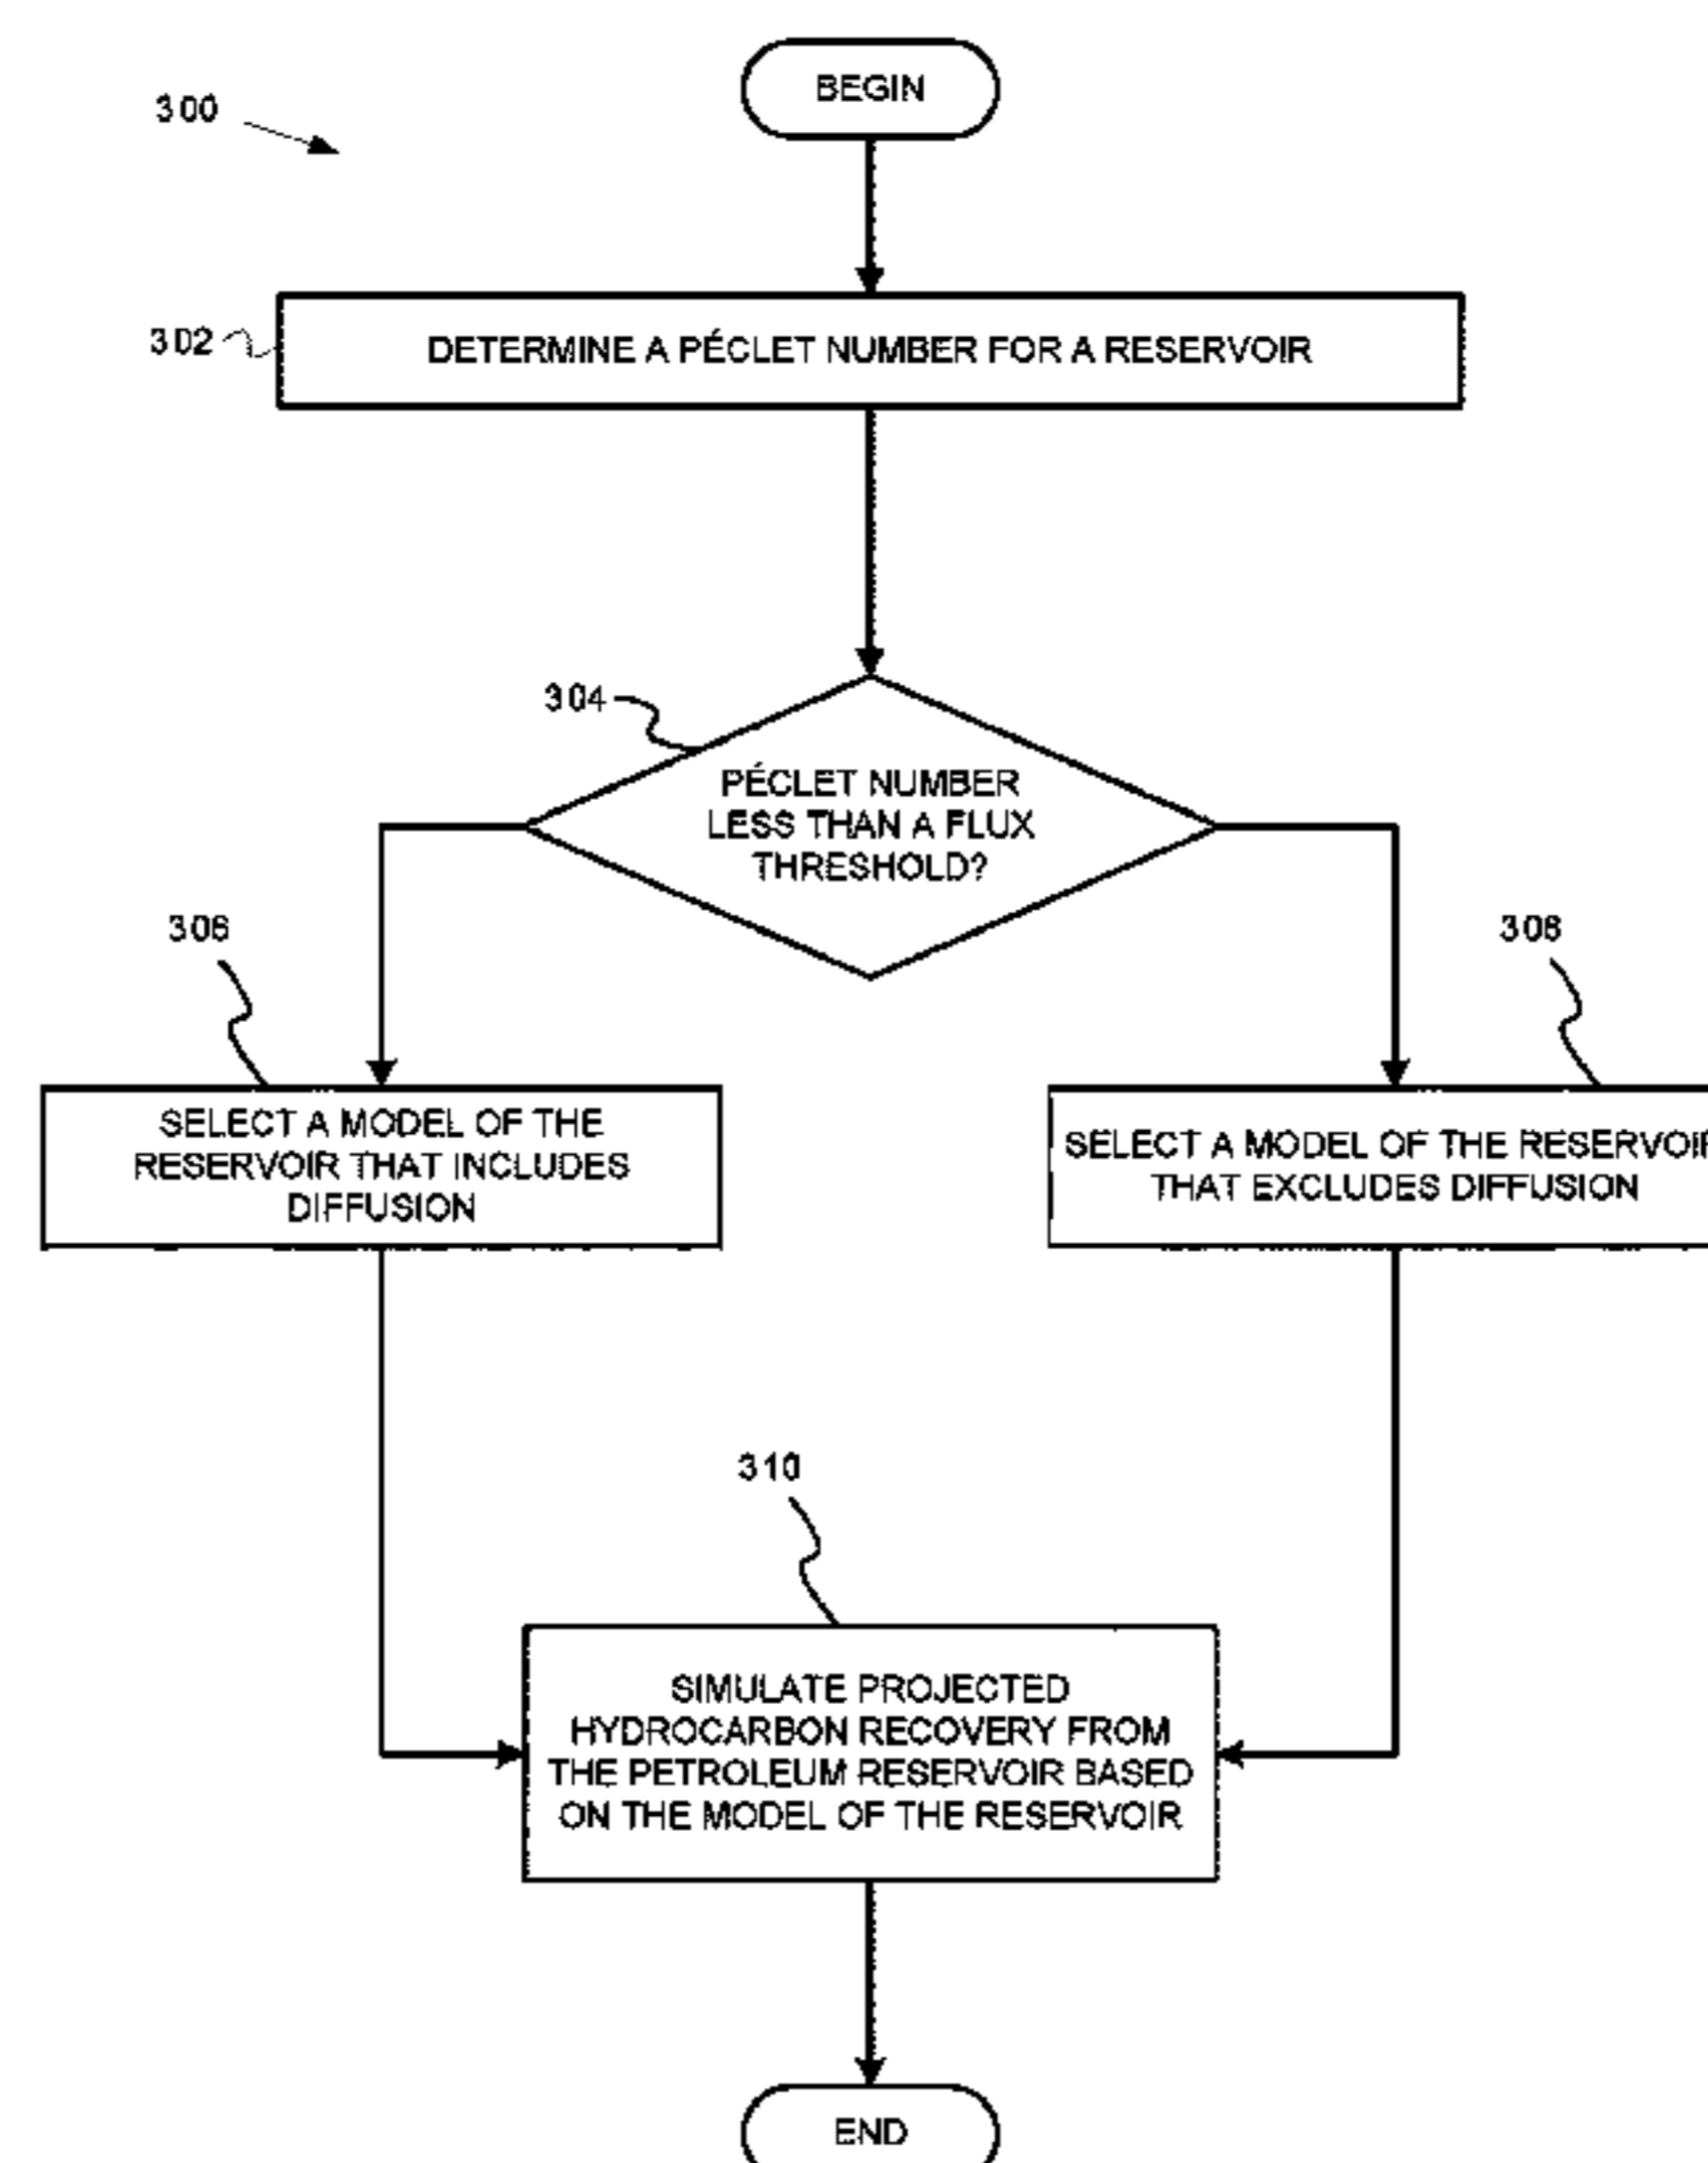 BEGIN
300
302
DETERMINE A PÉCLET NUMBER FOR A RESERVOIR
304
PÉCLET NUMBER
LESS THAN A FLUX
THRESHOLD?
306
308
SELECT A MODEL OF THE
RESERVOIR THAT INCLUDES
DIFFUSION
SELECT A MODEL OF THE RESERVOIR
THAT EXCLUDES DIFFUSION
310
SIMULATE PROJECTED
HYDROCARBON RECOVERY FROM
THE PETROLEUM RESERVOIR BASED
ON THE MODEL OF THE RESERVOIR
END